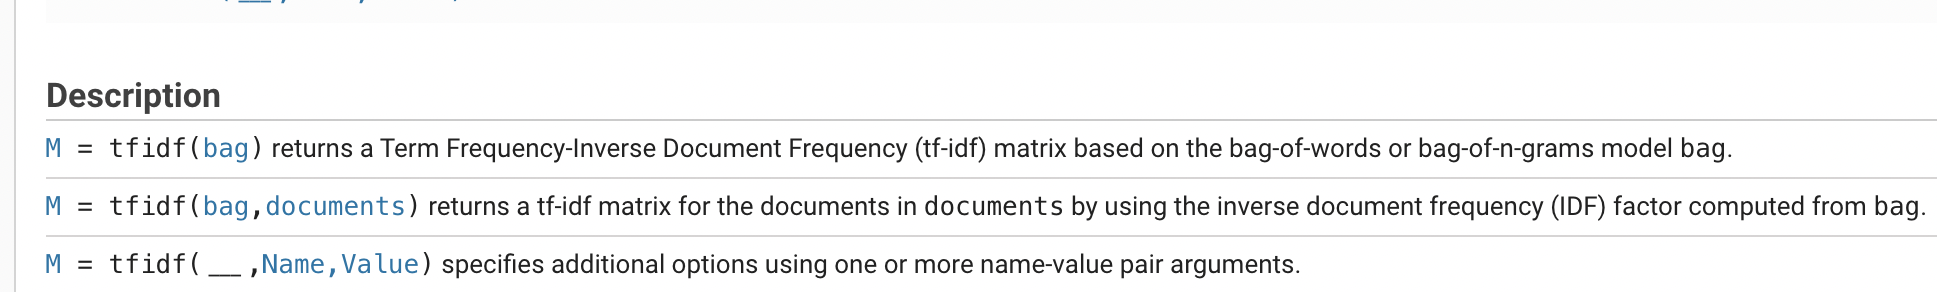 Description
M = tfidf(bag) returns a Term Frequency-Inverse Document Frequency (tf-idf) matrix based on the bag-of-words or bag-of-n-grams model bag.
M = tfidf(bag,documents) returns a tf-idf matrix for the documents in documents by using the inverse document frequency (IDF) factor computed from bag.
M = tfidf( ___ ,Name,Value) specifies additional options using one or more name-value pair arguments.